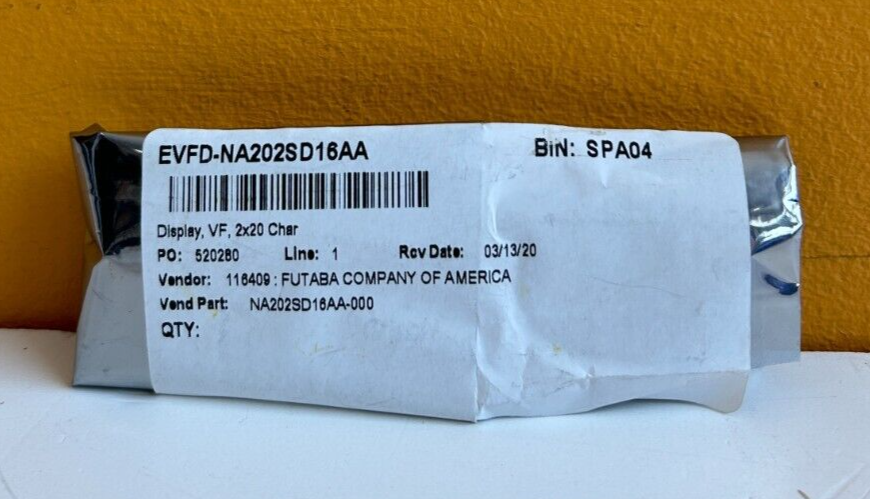 EVFD-NA202SD16AA
BIN: SPA04
Display, VF, 2x20 Char
PO: 520280 Line: 1 Rcv Date: 03/13/20
Vendor: 116409 : FUTABA COMPANY OF AMERICA
Vend Part: NA202SD16AA-000
QTY: